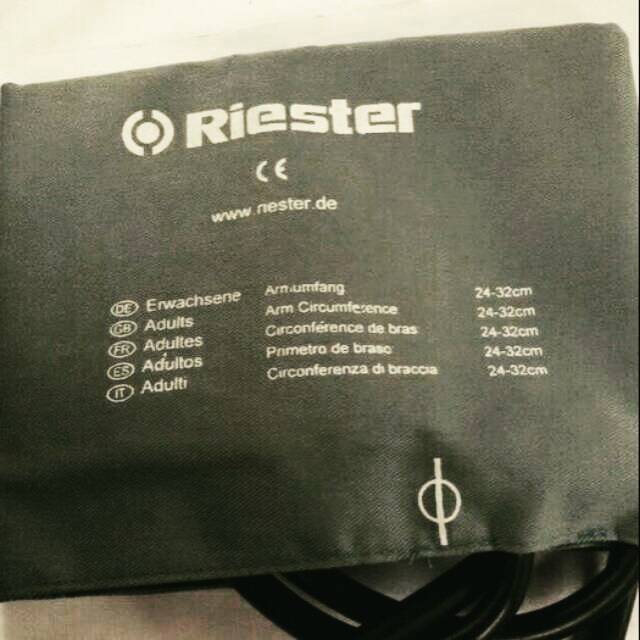 Riester
CE
www.riester.de
DE Erwachsene Armumfang 24-32cm
GB Adults Arm Circumference 24-32cm
FR Adultes Circonférence de bras 24-32cm
ES Adultos Primetro de braso 24-32cm
IT Adulti Circonferenza di braccia 24-32cm